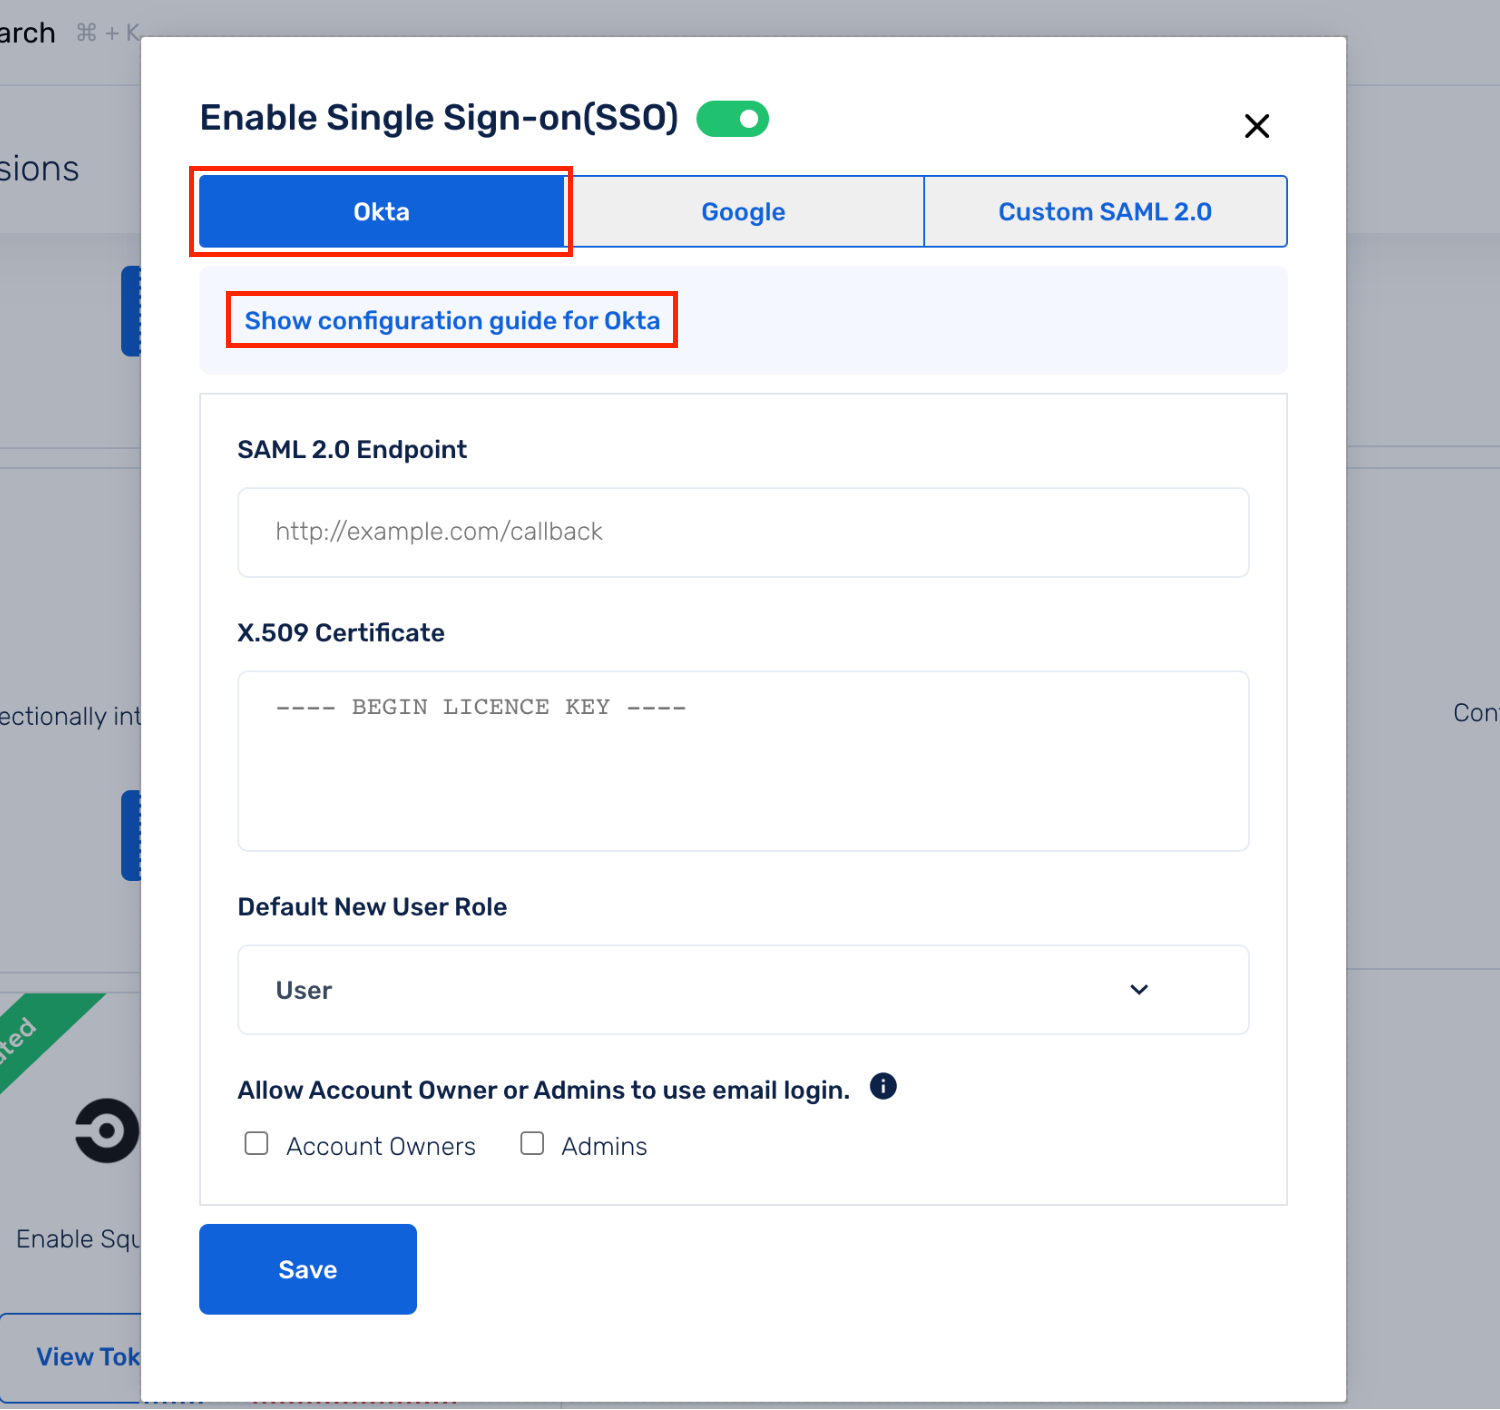 arch ⌘ + K
Enable Single Sign-on(SSO)
sions
Okta
Google
Custom SAML 2.0
Show configuration guide for Okta
SAML 2.0 Endpoint
http://example.com/callback
X.509 Certificate
---- BEGIN LICENCE KEY ----
ectionally int
Con
Default New User Role
User
ted
Allow Account Owner or Admins to use email login.
Account Owners
Admins
Enable Squ
Save
View Tok